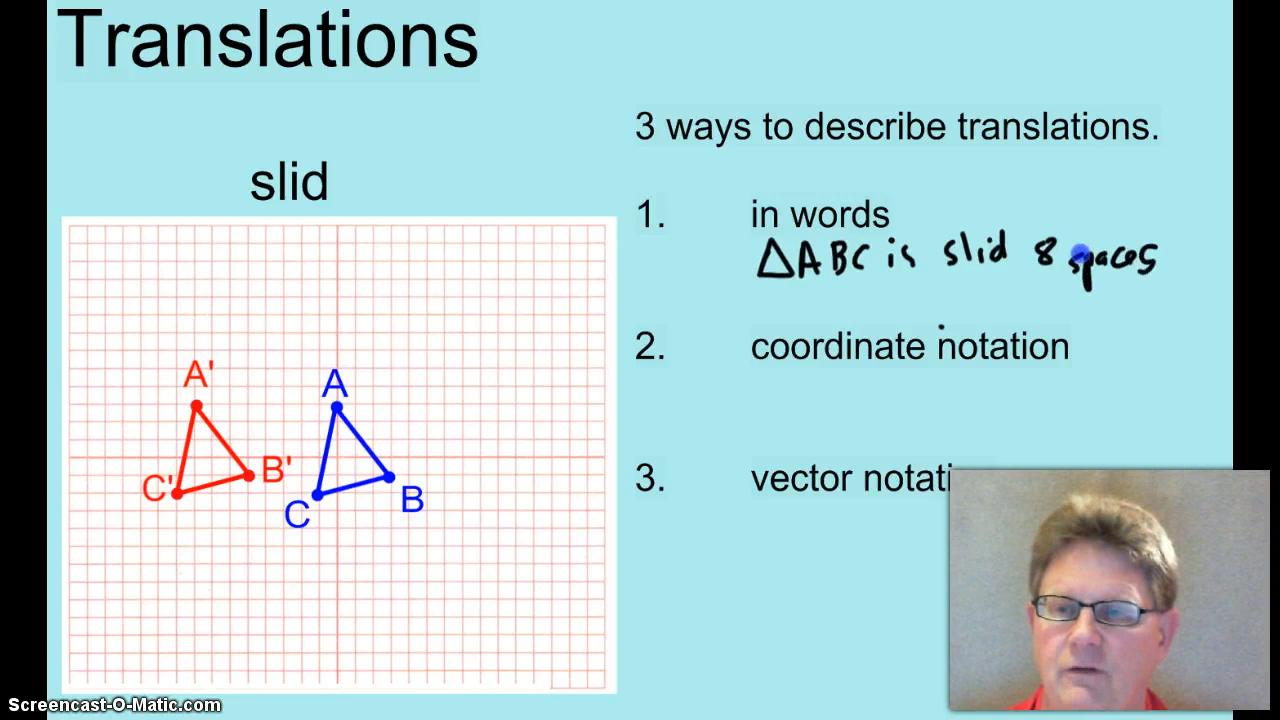 Translations
3 ways to describe translations.
slid
1. in words
△ABC is slid 8 spaces
2. coordinate notation
A'
A
B'
C'
B
C
3. vector notati
Screencast-O-Matic.com